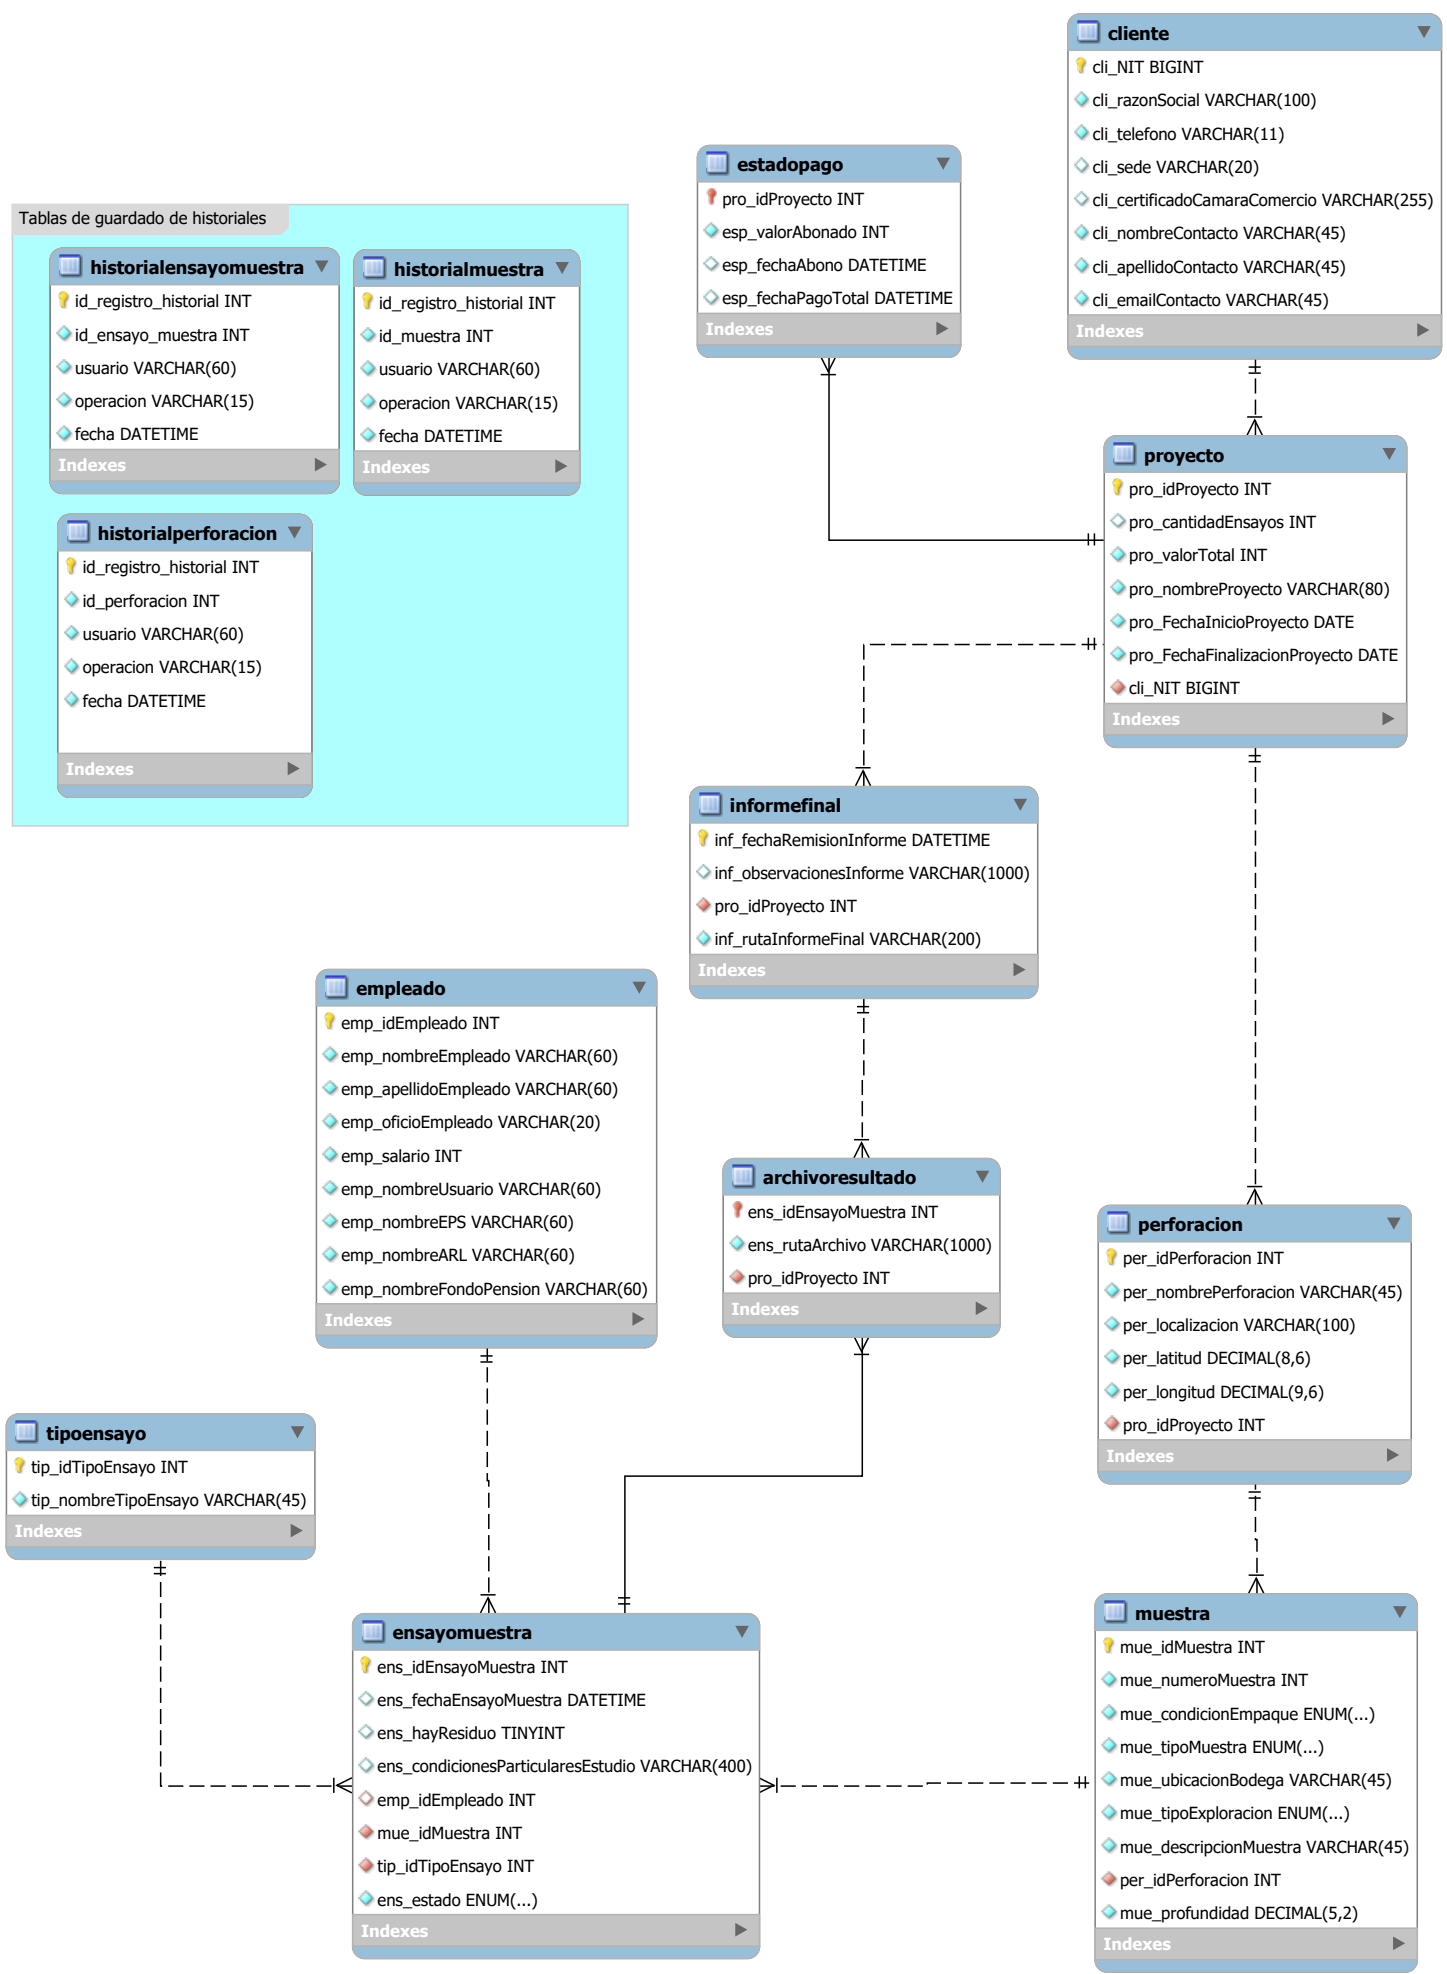 cliente
cli_NIT BIGINT
cli_razonSocial VARCHAR(100)
cli_telefono VARCHAR(11)
cli_sede VARCHAR(20)
cli_certificadoCamaraComercio VARCHAR(255)
cli_nombreContacto VARCHAR(45)
cli_apellidoContacto VARCHAR(45)
cli_emailContacto VARCHAR(45)
Indexes
estadopago
pro_idProyecto INT
esp_valorAbonado INT
esp_fechaAbono DATETIME
esp_fechaPagoTotal DATETIME
Indexes
Tablas de guardado de historiales
historialensayomuestra
id_registro_historial INT
id_ensayo_muestra INT
usuario VARCHAR(60)
operacion VARCHAR(15)
fecha DATETIME
Indexes
historialmuestra
id_registro_historial INT
id_muestra INT
usuario VARCHAR(60)
operacion VARCHAR(15)
fecha DATETIME
Indexes
historialperforacion
id_registro_historial INT
id_perforacion INT
usuario VARCHAR(60)
operacion VARCHAR(15)
fecha DATETIME
Indexes
proyecto
pro_idProyecto INT
pro_cantidadEnsayos INT
pro_valorTotal INT
pro_nombreProyecto VARCHAR(80)
pro_FechaInicioProyecto DATE
pro_FechaFinalizacionProyecto DATE
cli_NIT BIGINT
Indexes
informefinal
inf_fechaRemisionInforme DATETIME
inf_observacionesInforme VARCHAR(1000)
pro_idProyecto INT
inf_rutaInformeFinal VARCHAR(200)
Indexes
empleado
emp_idEmpleado INT
emp_nombreEmpleado VARCHAR(60)
emp_apellidoEmpleado VARCHAR(60)
emp_oficioEmpleado VARCHAR(20)
emp_salario INT
emp_nombreUsuario VARCHAR(60)
emp_nombreEPS VARCHAR(60)
emp_nombreARL VARCHAR(60)
emp_nombreFondoPension VARCHAR(60)
Indexes
archivoresultado
ens_idEnsayoMuestra INT
ens_rutaArchivo VARCHAR(1000)
pro_idProyecto INT
Indexes
perforacion
per_idPerforacion INT
per_nombrePerforacion VARCHAR(45)
per_localizacion VARCHAR(100)
per_latitud DECIMAL(8,6)
per_longitud DECIMAL(9,6)
pro_idProyecto INT
Indexes
tipoensayo
tip_idTipoEnsayo INT
tip_nombreTipoEnsayo VARCHAR(45)
Indexes
ensayomuestra
ens_idEnsayoMuestra INT
ens_fechaEnsayoMuestra DATETIME
ens_hayResiduo TINYINT
ens_condicionesParticularesEstudio VARCHAR(400)
emp_idEmpleado INT
mue_idMuestra INT
tip_idTipoEnsayo INT
ens_estado ENUM(...)
Indexes
muestra
mue_idMuestra INT
mue_numeroMuestra INT
mue_condicionEmpaque ENUM(...)
mue_tipoMuestra ENUM(...)
mue_ubicacionBodega VARCHAR(45)
mue_tipoExploracion ENUM(...)
mue_descripcionMuestra VARCHAR(45)
per_idPerforacion INT
mue_profundidad DECIMAL(5,2)
Indexes